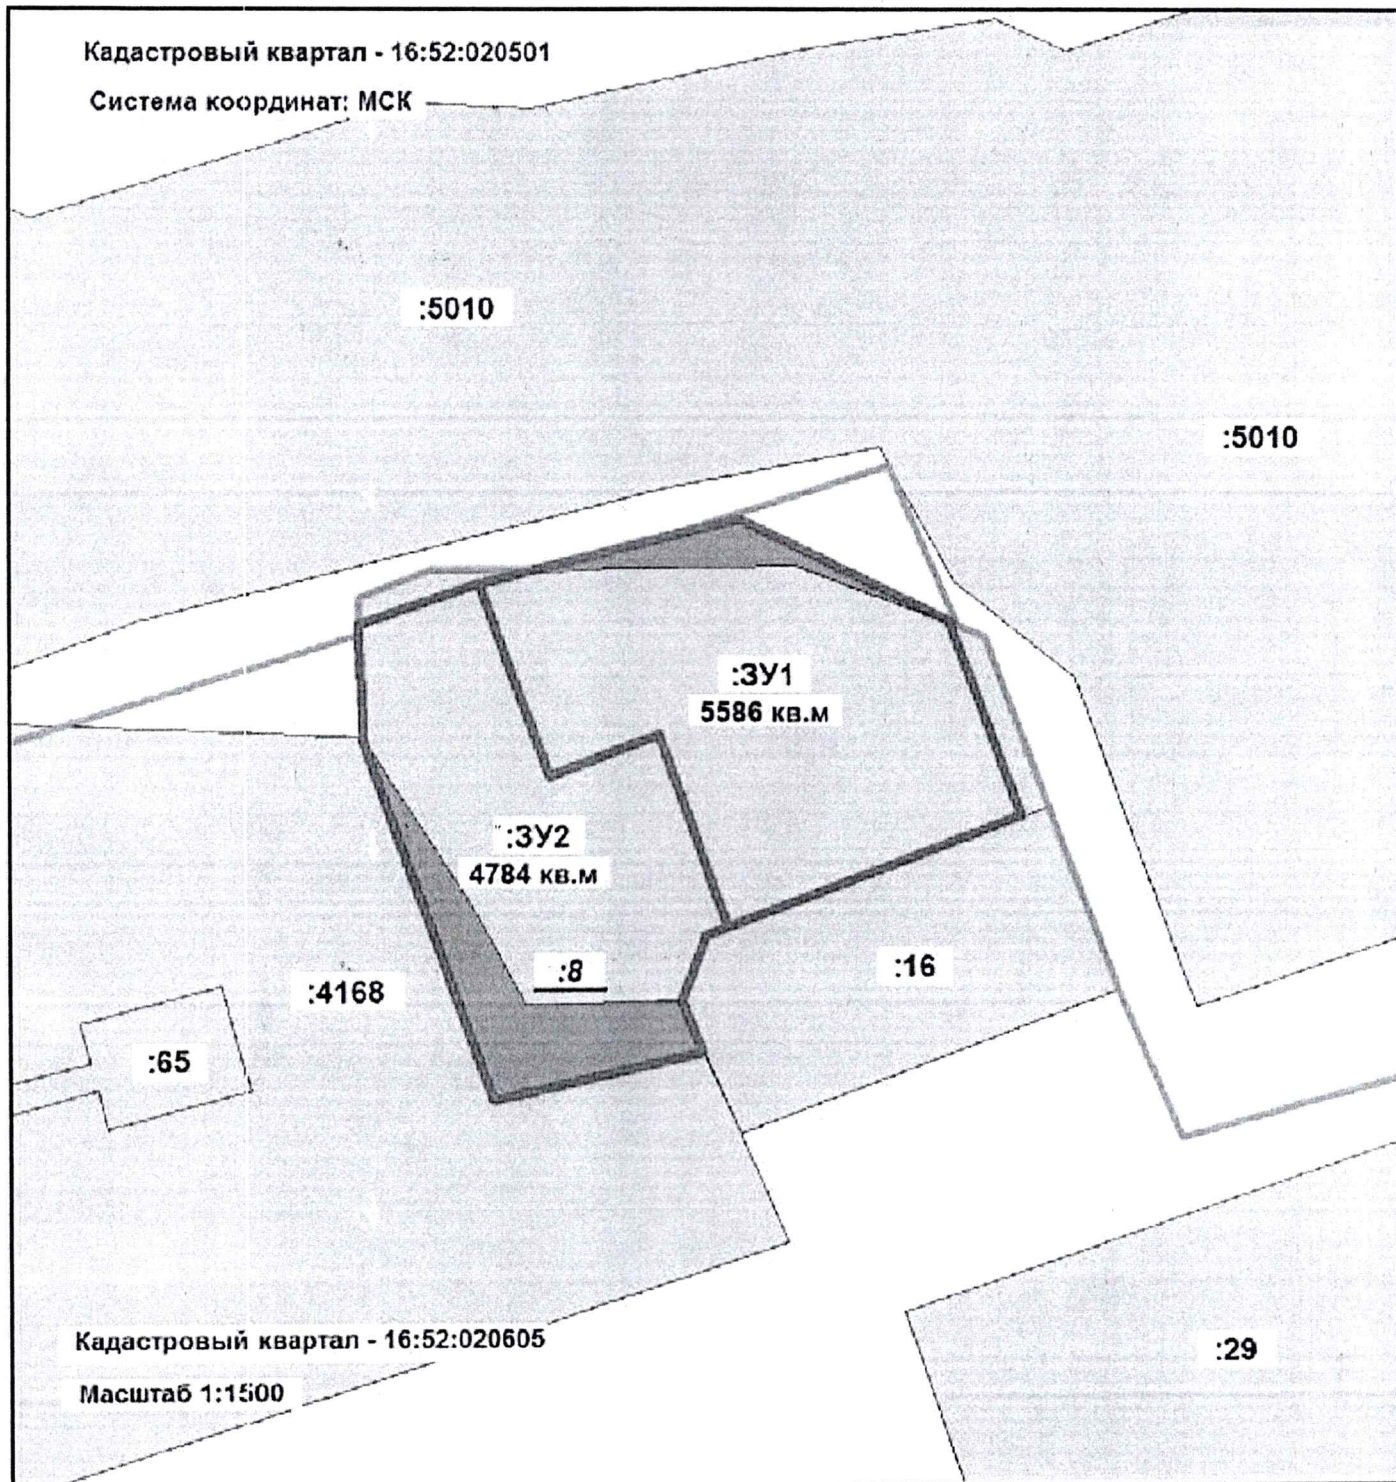 Кадастровый квартал - 16:52:020501
Система координат: МСК
:5010
:5010
:ЗУ1
5586 кв.м
:ЗУ2
4784 кв.м
:8
:16
:4168
:65
Кадастровый квартал - 16:52:020605
Масштаб 1:1500
:29